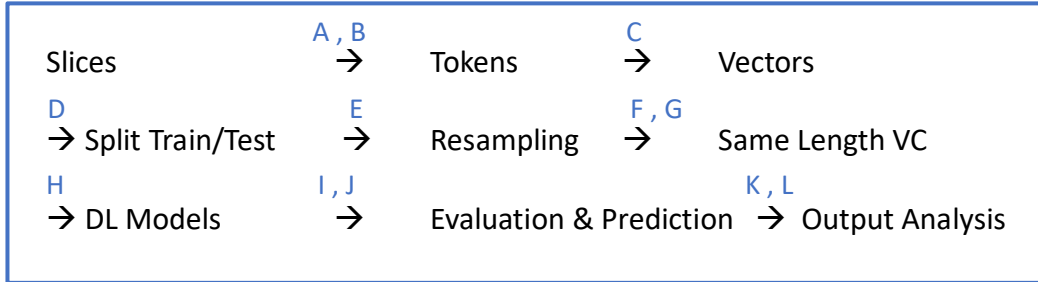 A , B C
Slices → Tokens → Vectors
D E F , G
→ Split Train/Test → Resampling → Same Length VC
H I , J K , L
→ DL Models → Evaluation & Prediction → Output Analysis